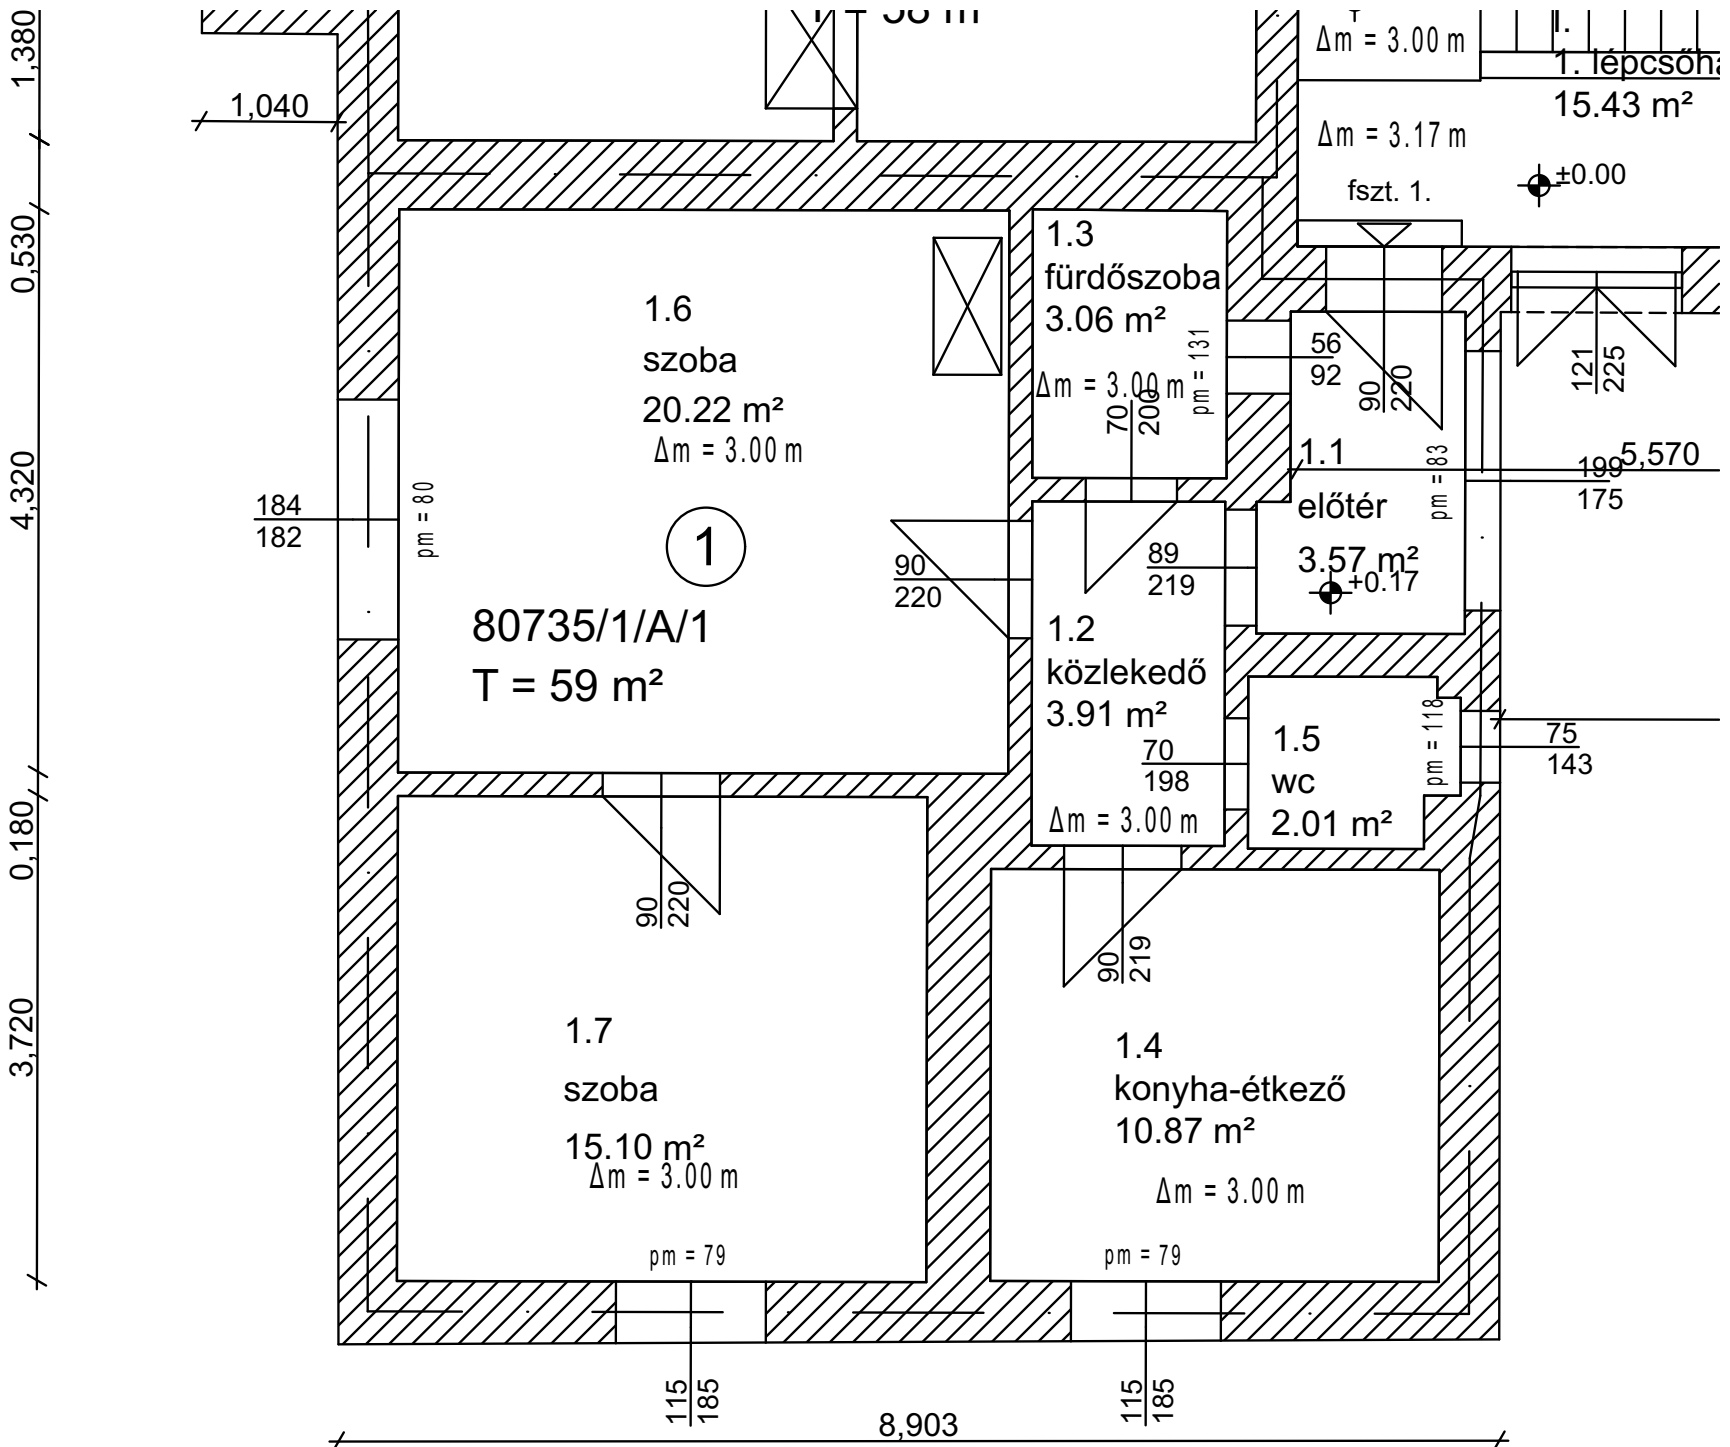 1,380
1,040
0,530
4,320
0,180
3,720
Δm = 3.00 m
1. lépcsőhá
15.43 m²
Δm = 3.17 m
±0.00
fszt. 1.
1.3
fürdőszoba
3.06 m²
Δm = 3.00 m
pm = 131
70
200
56
92
90
220
121
225
1.6
szoba
20.22 m²
Δm = 3.00 m
pm = 80
184
182
1
80735/1/A/1
T = 59 m²
90
220
89
219
1.1
előtér
3.57 m²
+0.17
pm = 83
199
175
5,570
1.2
közlekedő
3.91 m²
70
198
Δm = 3.00 m
1.5
wc
2.01 m²
pm = 118
75
143
90
220
90
219
1.7
szoba
15.10 m²
Δm = 3.00 m
pm = 79
1.4
konyha-étkező
10.87 m²
Δm = 3.00 m
pm = 79
115
185
115
185
8,903